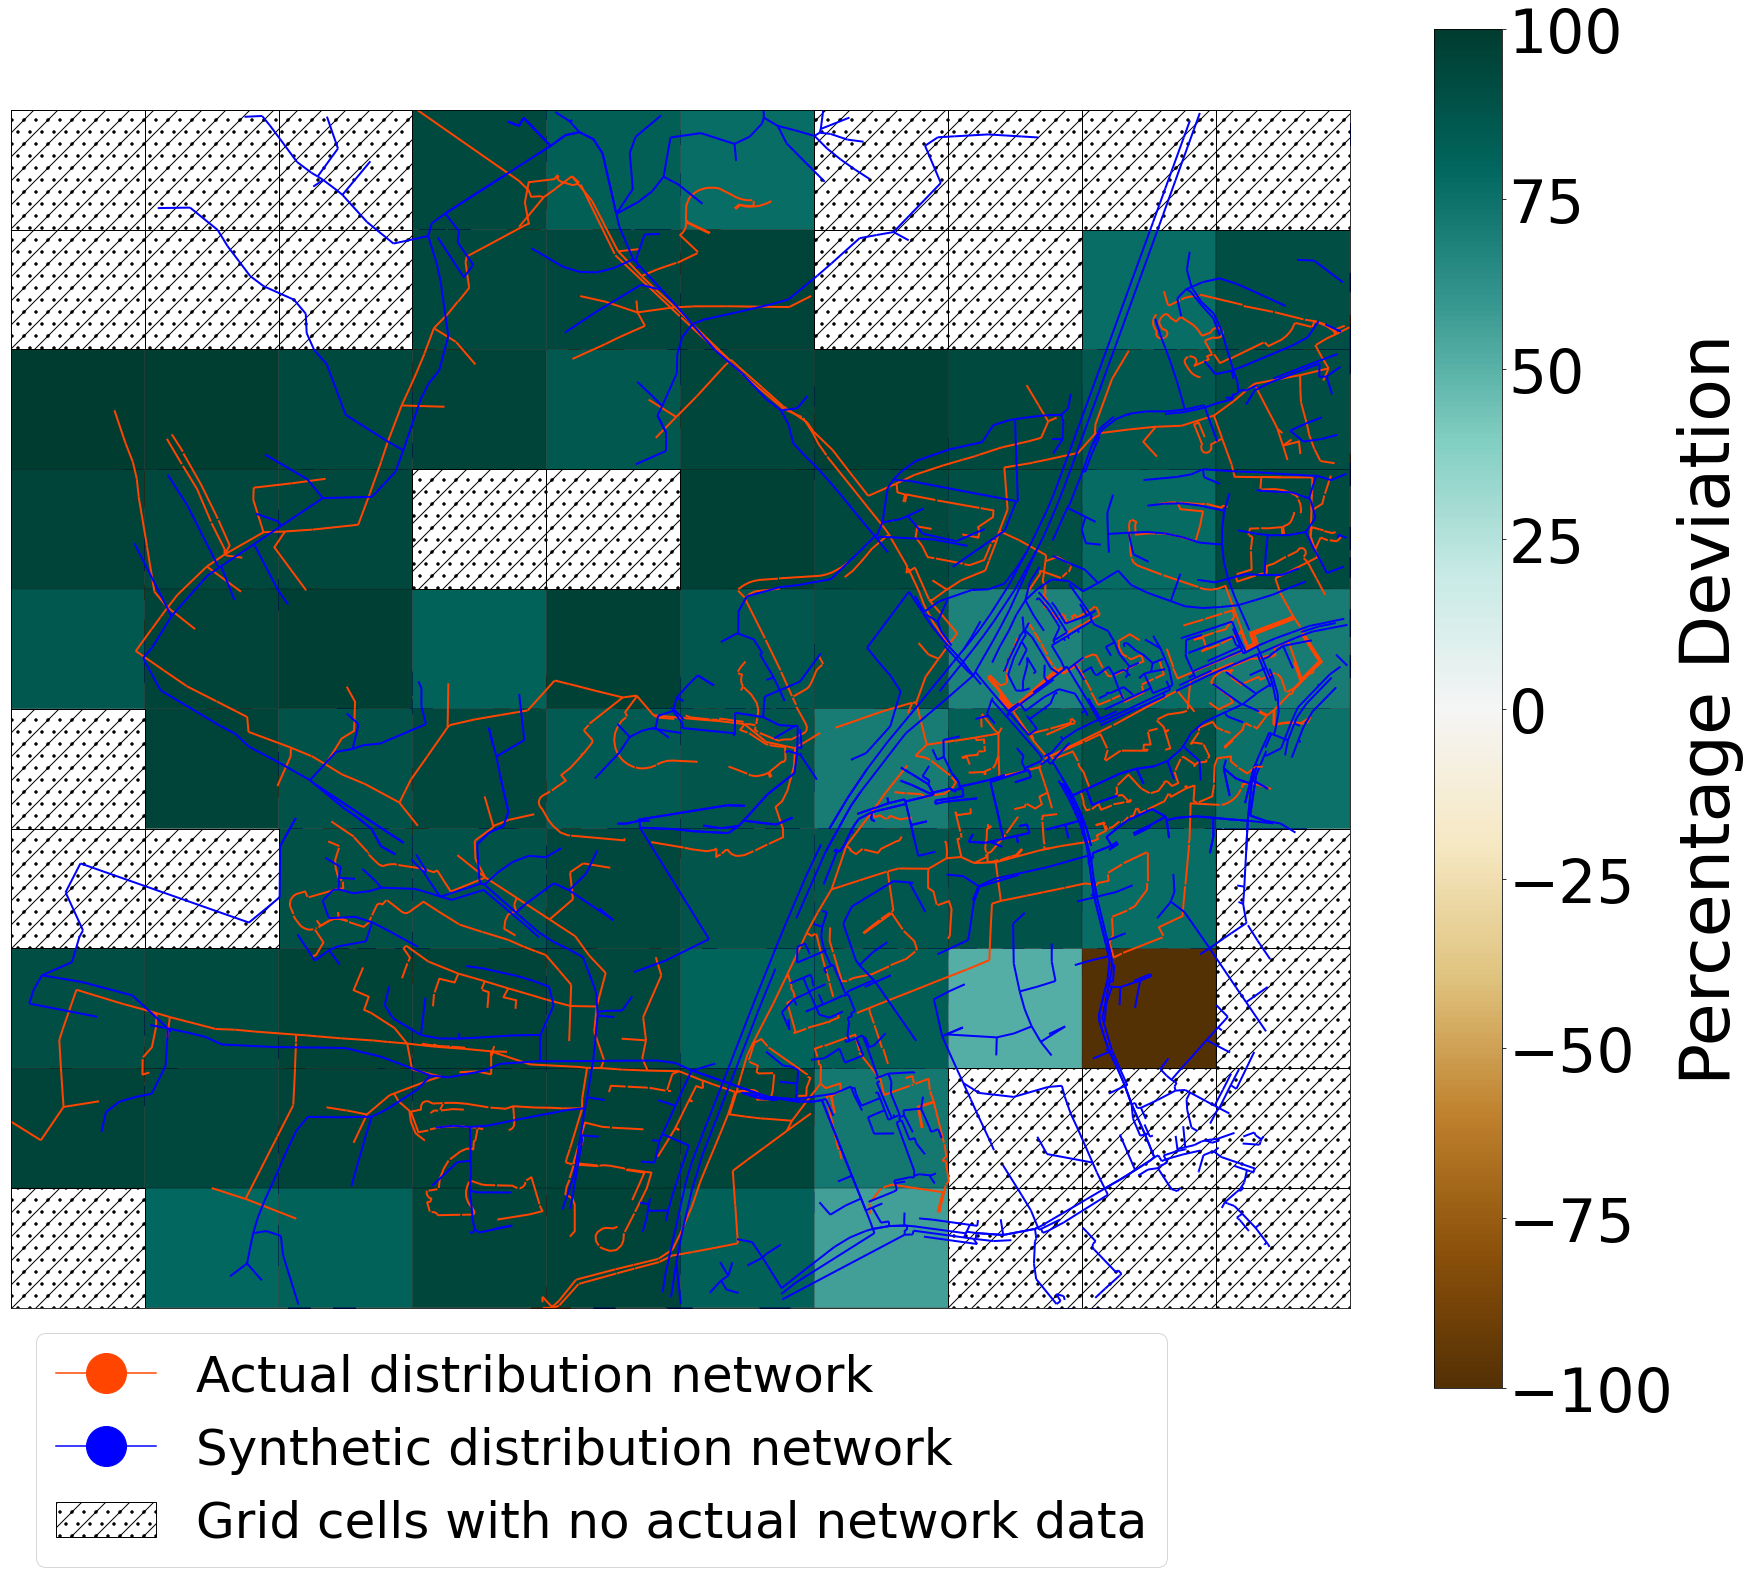 100
75
50
25
0
−25
−50
−75
−100
Percentage Deviation
Actual distribution network
Synthetic distribution network
Grid cells with no actual network data